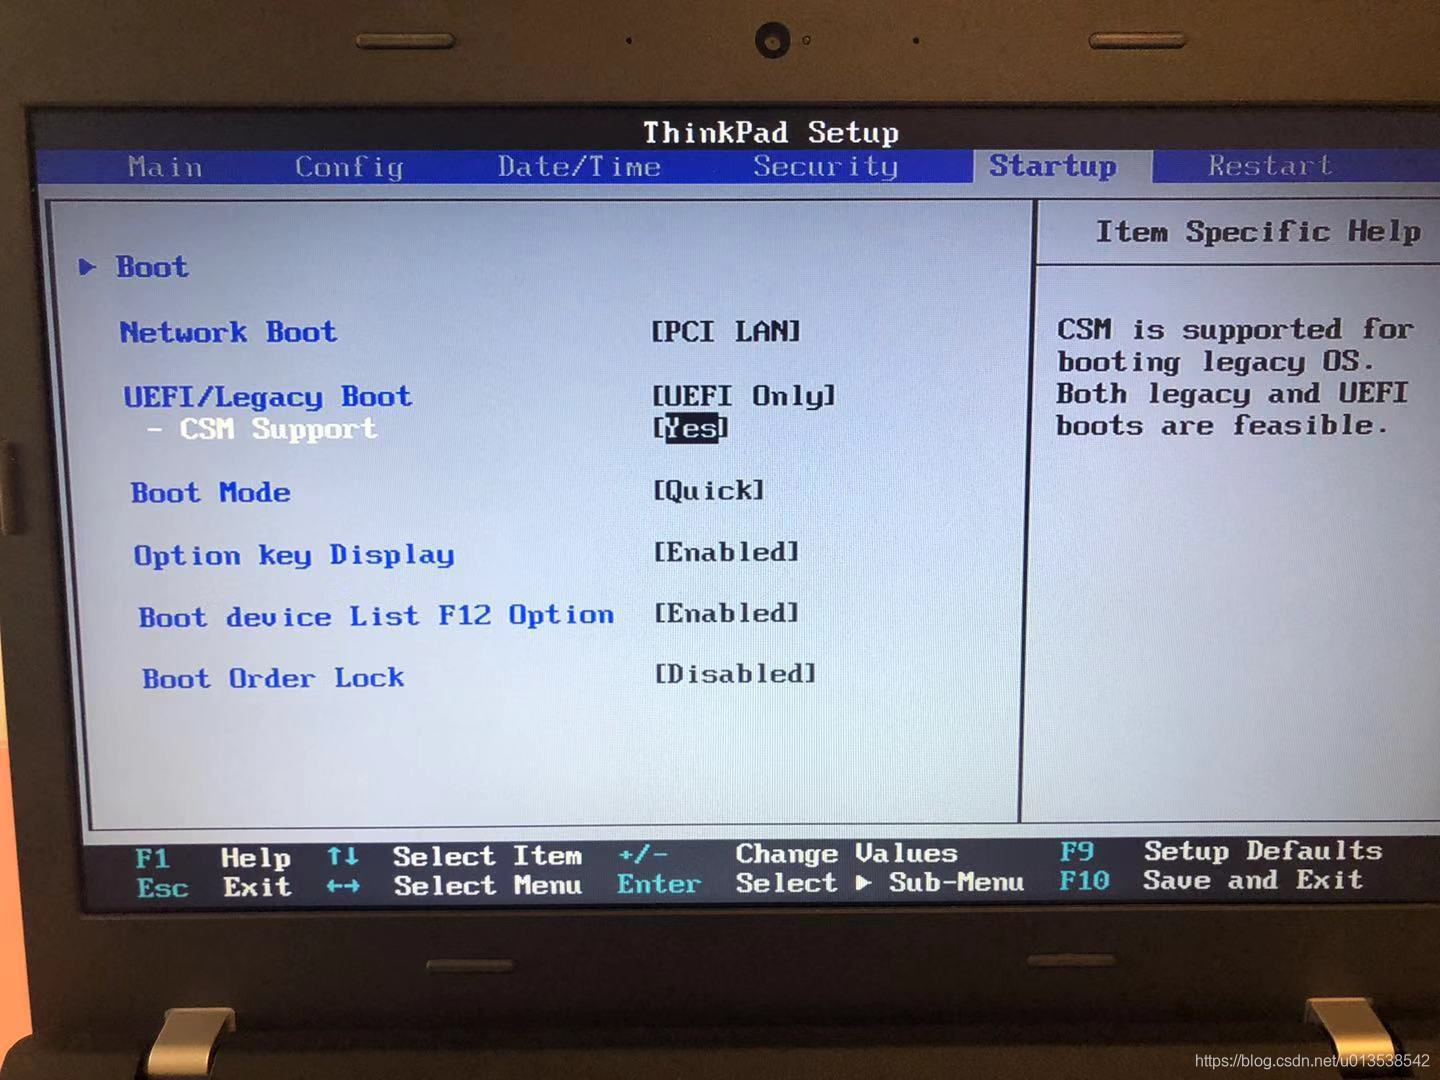 ThinkPad Setup
Main Config Date/Time Security Startup Restart
Item Specific Help
▶ Boot
Network Boot [PCI LAN]
UEFI/Legacy Boot [UEFI Only]
- CSM Support [Yes]
Boot Mode [Quick]
Option key Display [Enabled]
Boot device List F12 Option [Enabled]
Boot Order Lock [Disabled]
CSM is supported for
booting legacy OS.
Both legacy and UEFI
boots are feasible.
F1 Help ↑↓ Select Item +/- Change Values F9 Setup Defaults
Esc Exit ←→ Select Menu Enter Select ▶ Sub-Menu F10 Save and Exit
https://blog.csdn.net/u013538542